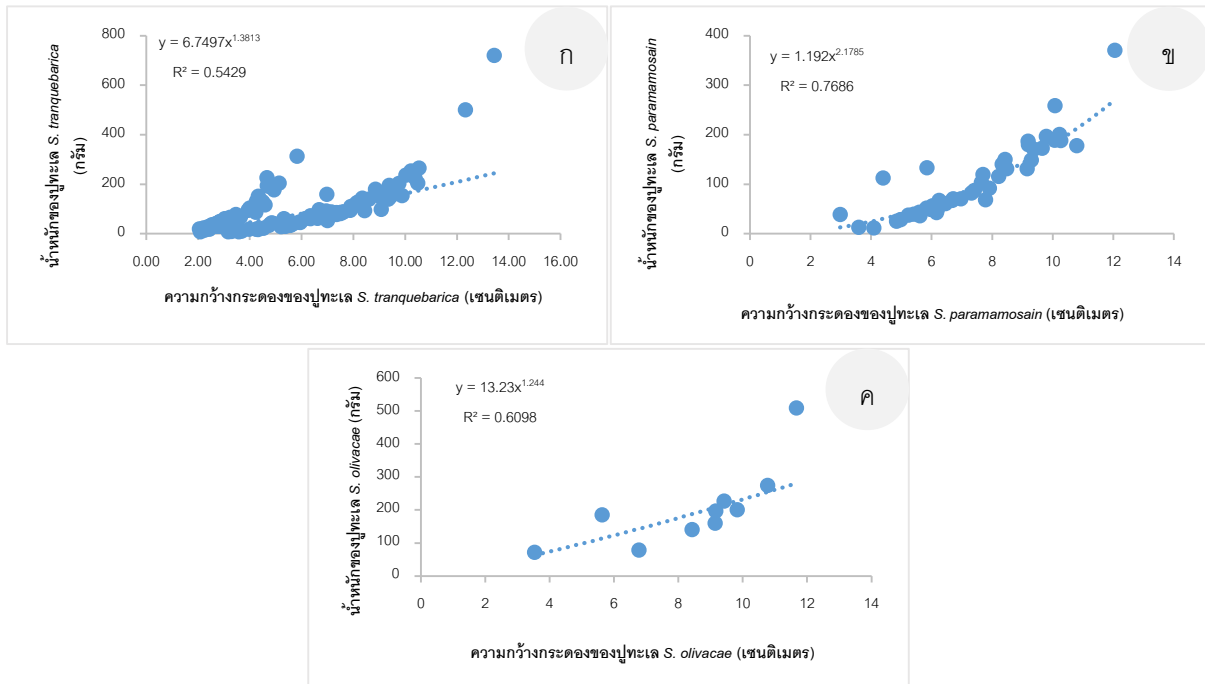 น้ำหนักของปูทะเล S. tranquebarica
(กรัม)
y = 6.7497x^1.3813
R² = 0.5429
ก
800
600
400
200
0
0.00 2.00 4.00 6.00 8.00 10.00 12.00 14.00 16.00
ความกว้างกระดองของปูทะเล S. tranquebarica (เซนติเมตร)
น้ำหนักของปูทะเล S. paramamosain
(กรัม)
y = 1.192x^2.1785
R² = 0.7686
ข
400
300
200
100
0
0 2 4 6 8 10 12 14
ความกว้างกระดองของปูทะเล S. paramamosain (เซนติเมตร)
น้ำหนักของปูทะเล S. olivacae (กรัม)
y = 13.23x^1.244
R² = 0.6098
ค
600
500
400
300
200
100
0
0 2 4 6 8 10 12 14
ความกว้างกระดองของปูทะเล S. olivacae (เซนติเมตร)